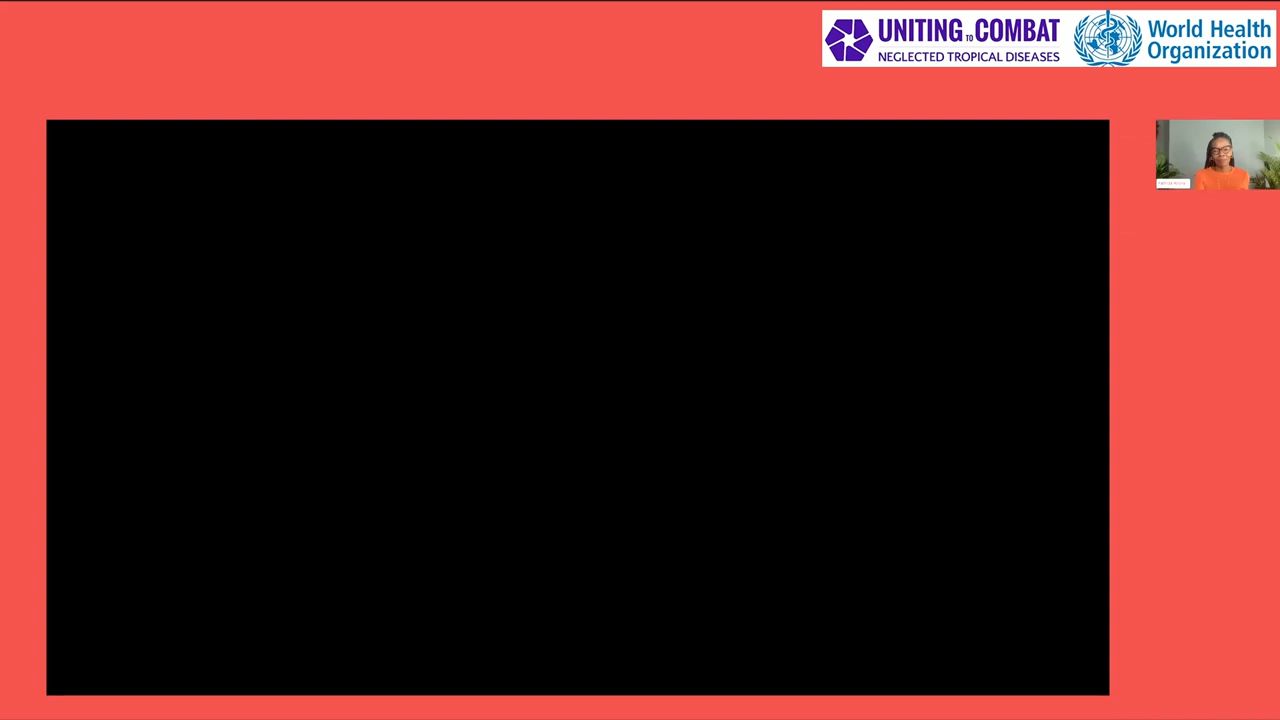 UNITING TO COMBAT
NEGLECTED TROPICAL DISEASES
World Health
Organization